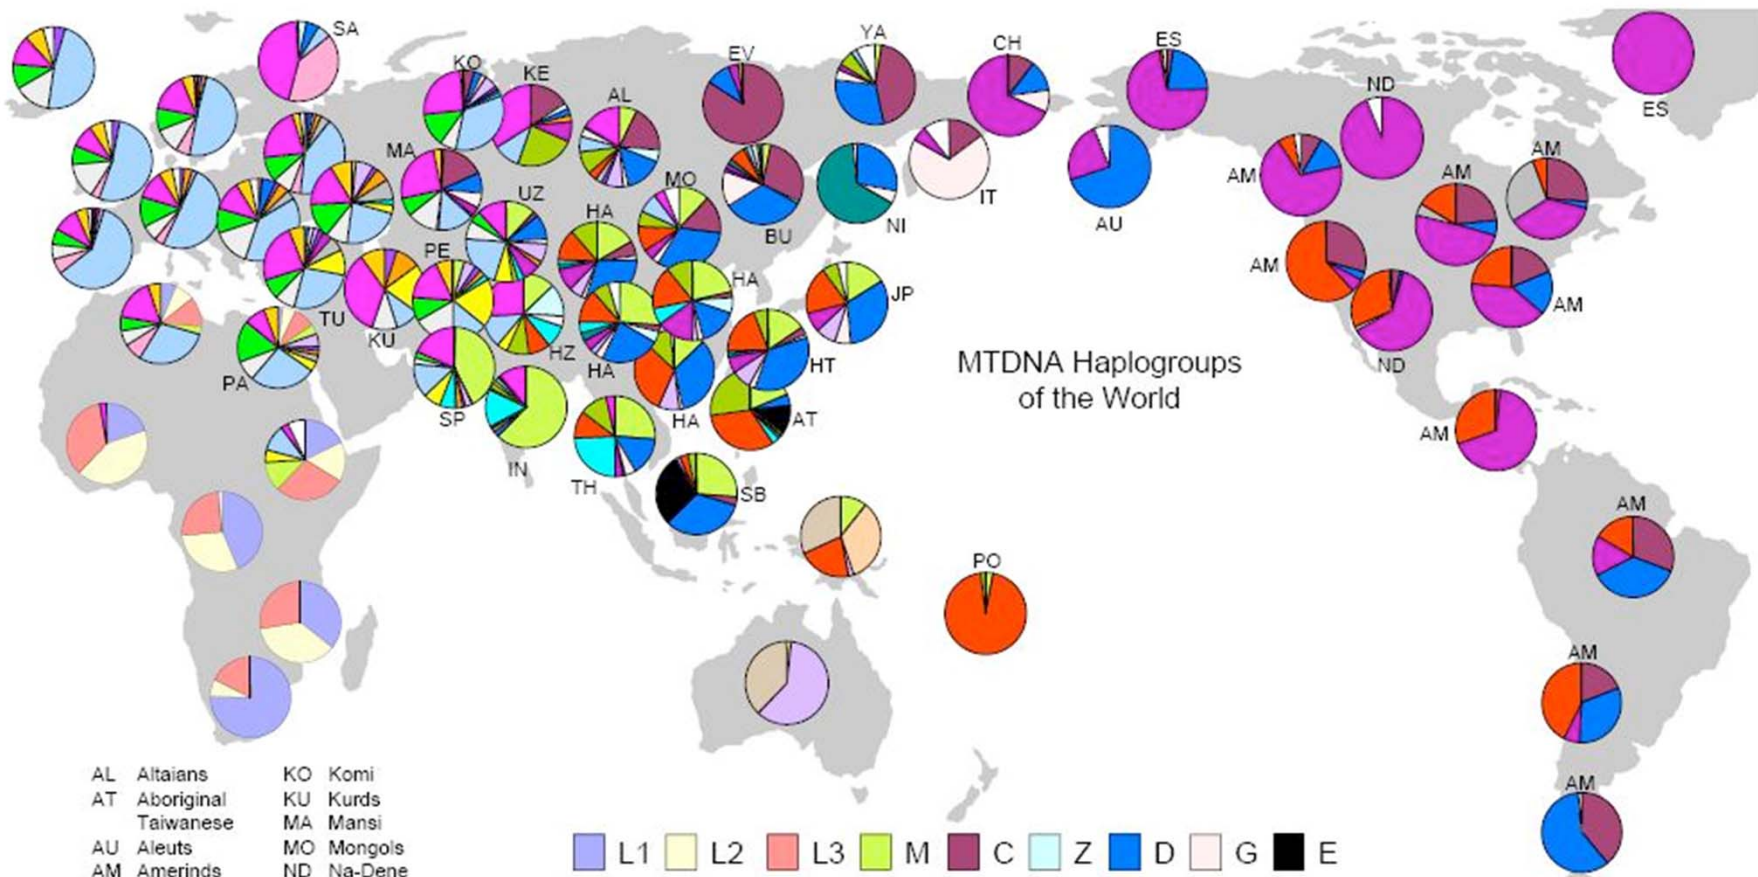 SA
KO
KE
EV
YA
CH
ES
ND
ES
AL
MA
UZ
MO
HA
BU
NI
IT
AU
AM
AM
AM
PE
HA
JP
AM
AM
TU
KU
HZ
HA
HT
ND
PA
SP
HA
AT
AM
IN
TH
SB
MTDNA Haplogroups
of the World
PO
AM
AM
AM
AL Altaians KO Komi
AT Aboriginal KU Kurds
Taiwanese MA Mansi
AU Aleuts MO Mongols
AM Amerinds ND Na-Dene
L1 L2 L3 M C Z D G E